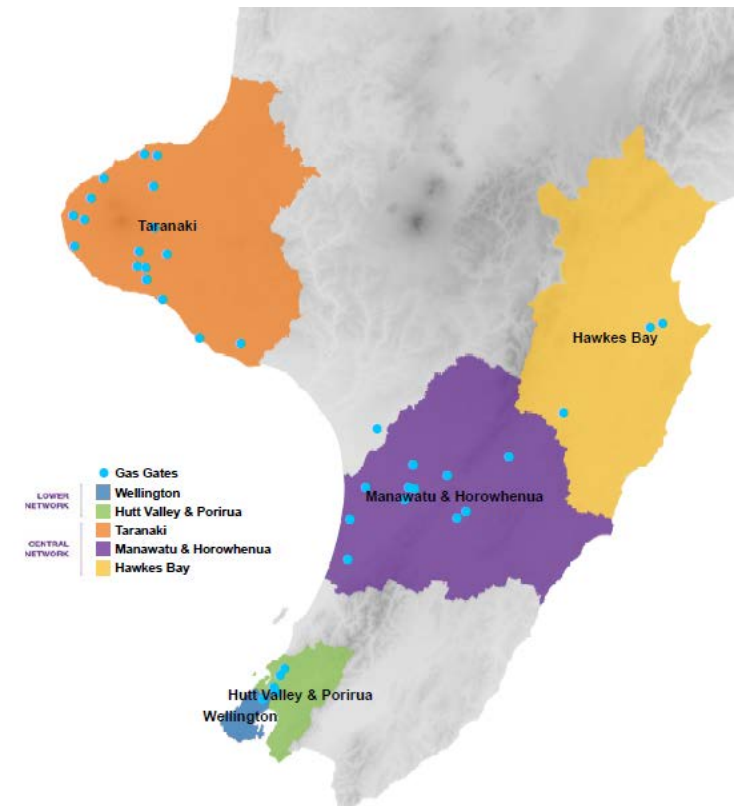 Taranaki
Hawkes Bay
Manawatu & Horowhenua
Gas Gates
LOWER
NETWORK
Wellington
Hutt Valley & Porirua
CENTRAL
NETWORK
Taranaki
Manawatu & Horowhenua
Hawkes Bay
Hutt Valley & Porirua
Wellington